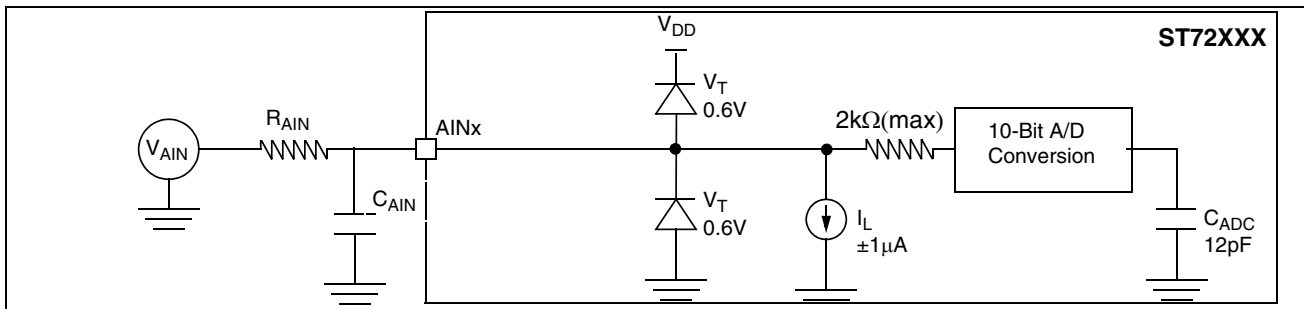 V_DD
ST72XXX
V_T
0.6V
R_AIN
AINx
2kΩ(max)
10-Bit A/D
Conversion
V_AIN
C_AIN
V_T
0.6V
I_L
±1μA
C_ADC
12pF